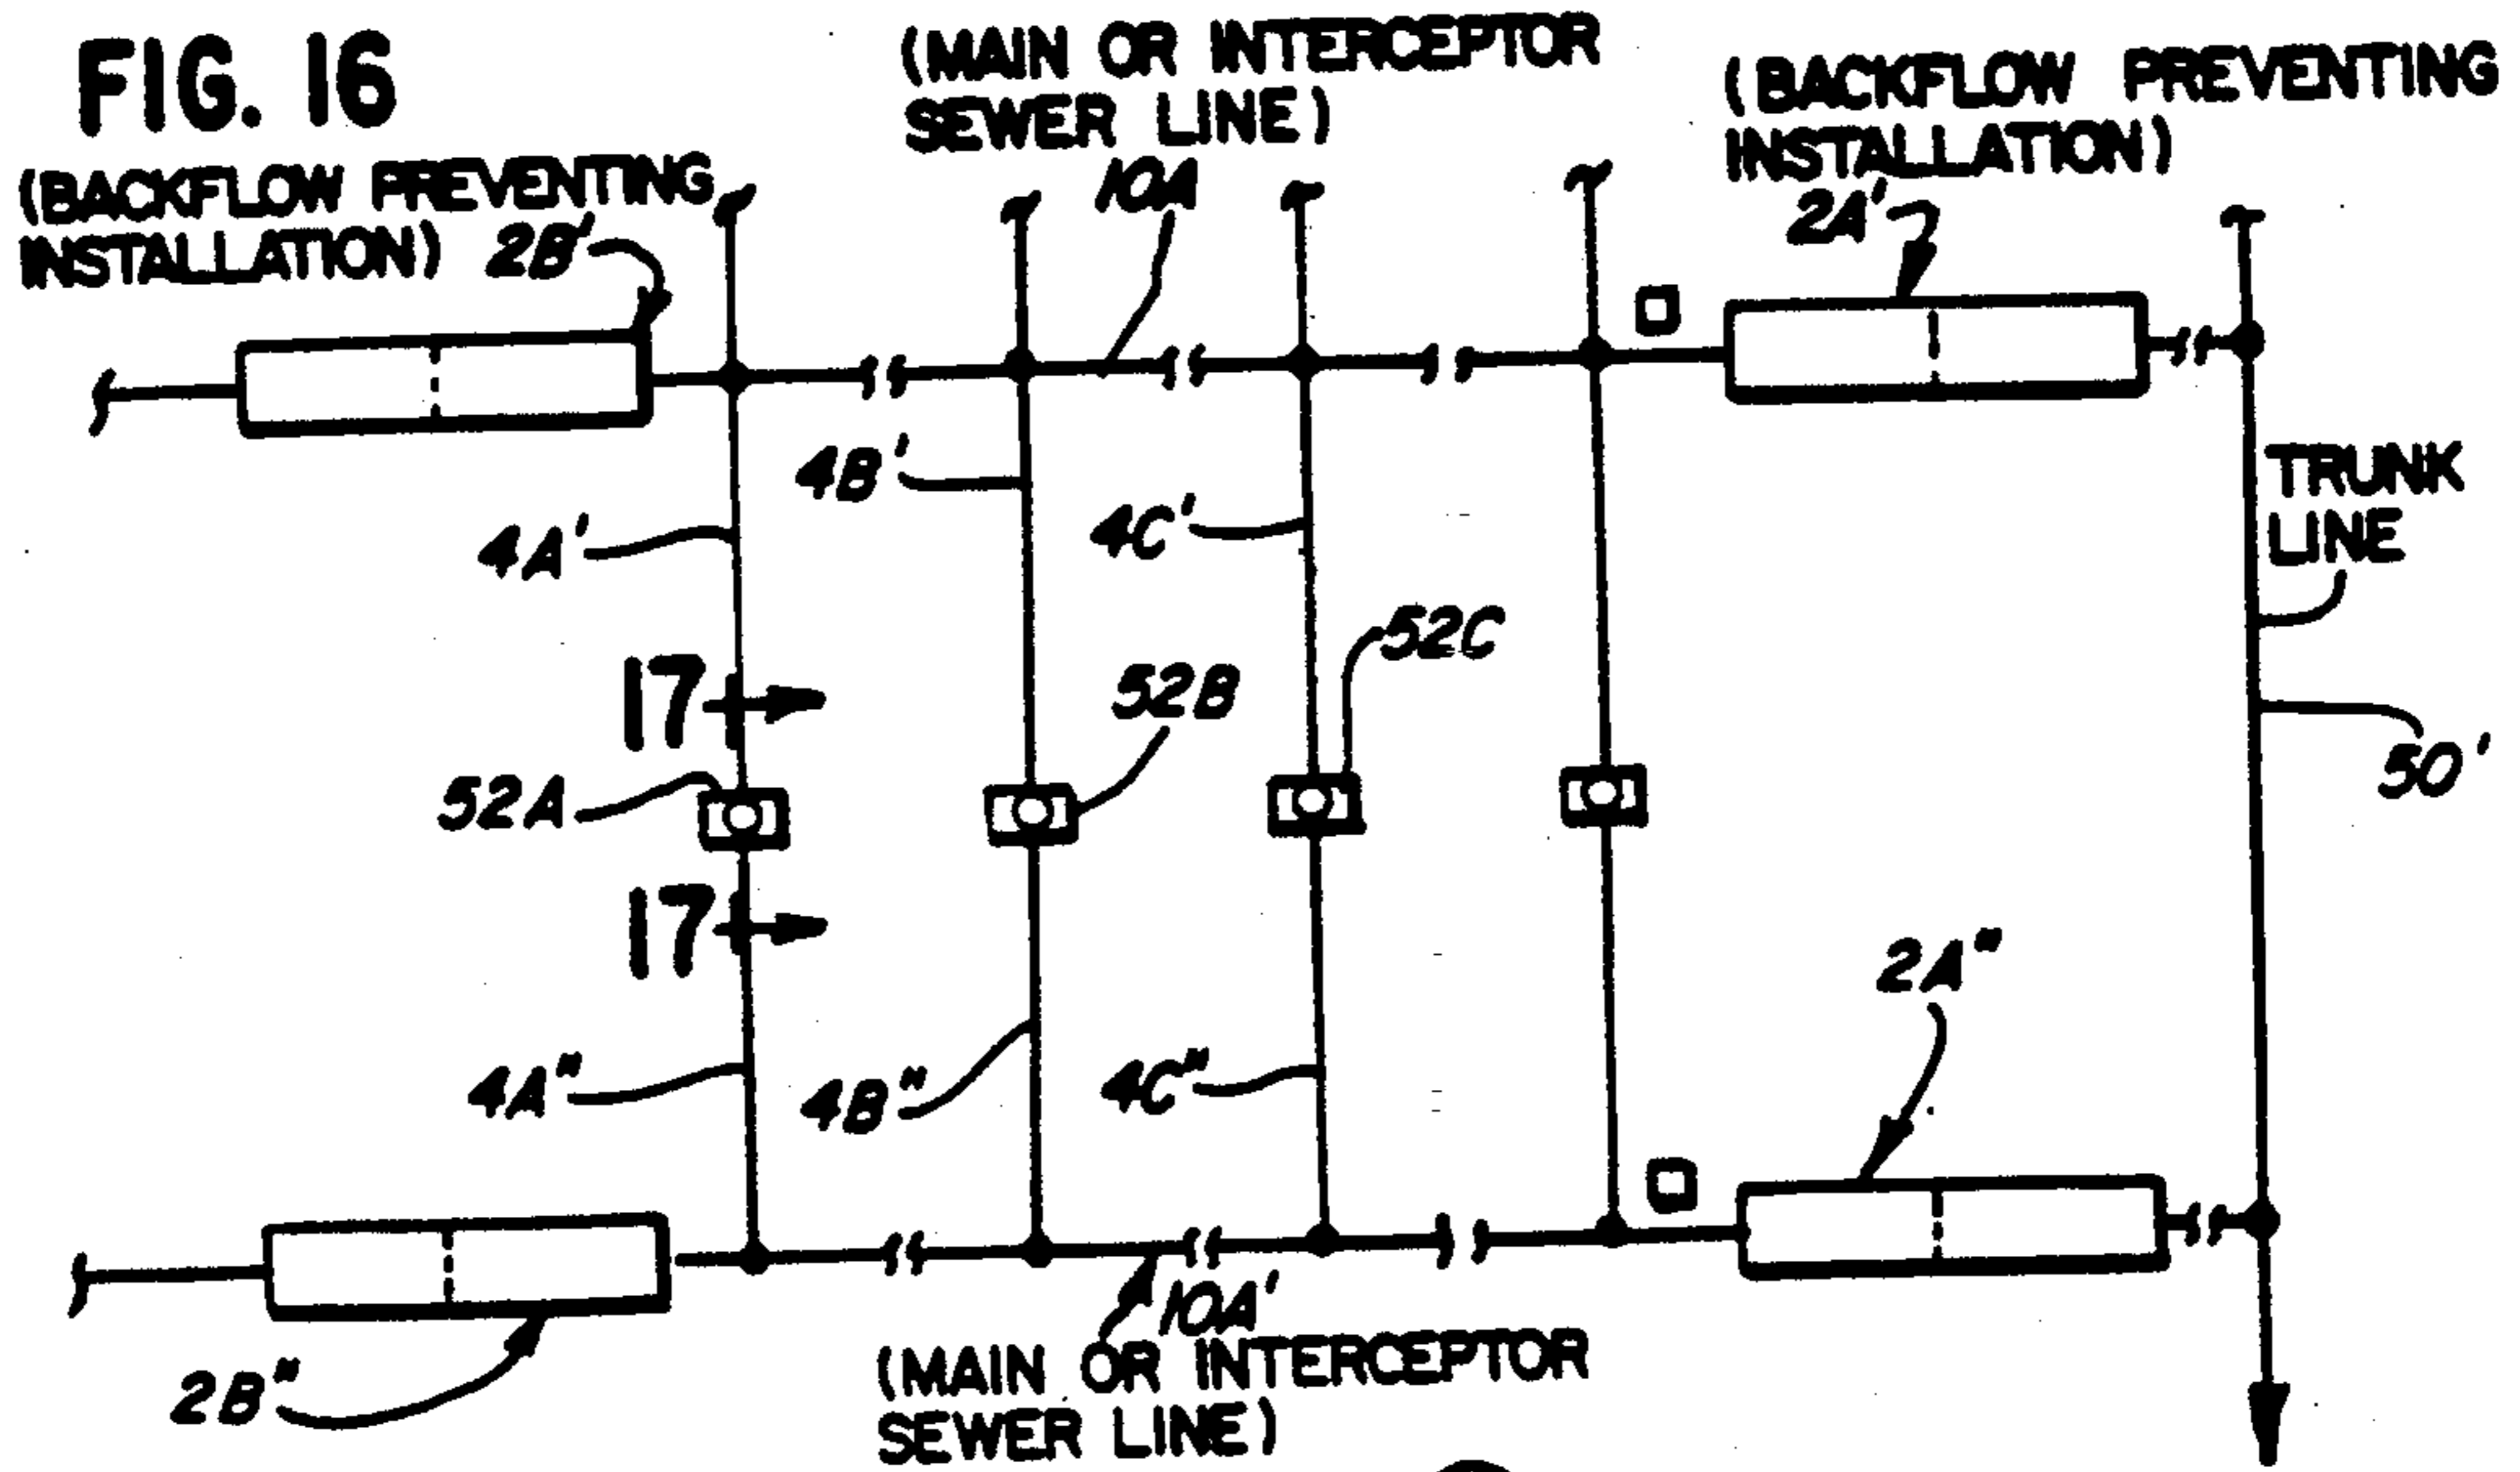 FIG. 16
(MAIN OR INTERCEPTOR
SEWER LINE)
10A
(BACKFLOW PREVENTING
INSTALLATION)
2A'
(BACKFLOW PREVENTING
INSTALLATION) 2B'
4B'
4A'
4C'
TRUNK
LINE
52C
17
52B
50'
52A
17
2A"
4A"
4B"
4C"
10A'
(MAIN OR INTERCEPTOR
SEWER LINE)
2B"